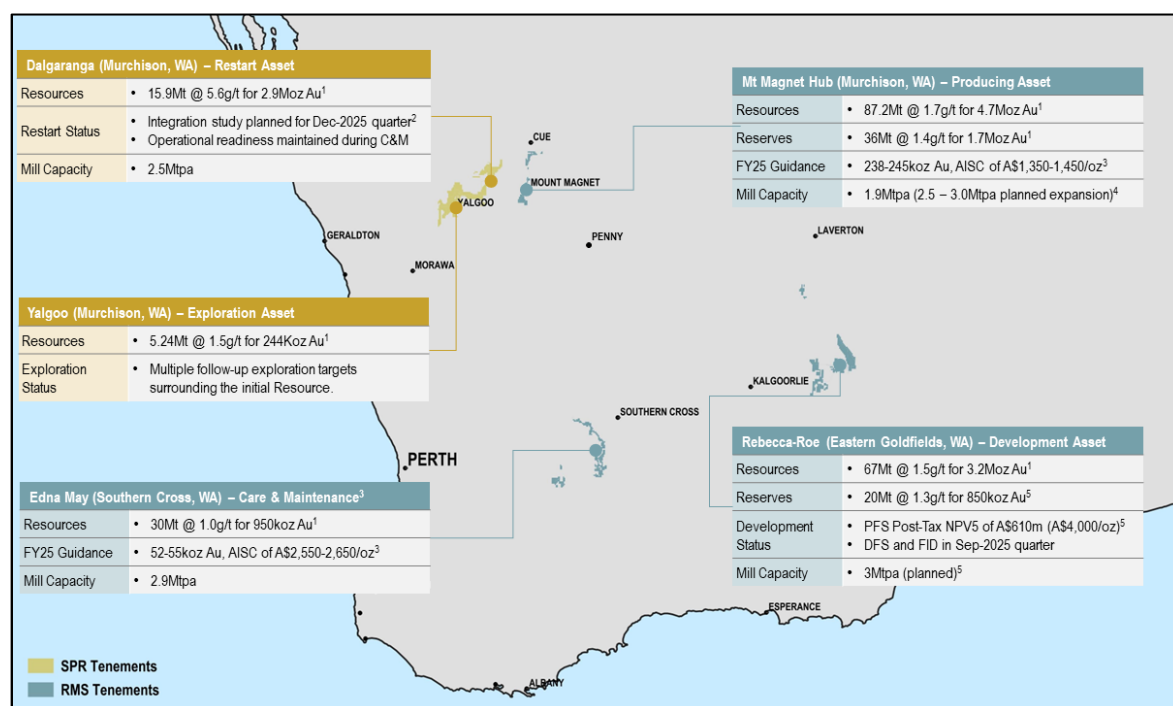 Dalgaranga (Murchison, WA) – Restart Asset
Resources
• 15.9Mt @ 5.6g/t for 2.9Moz Au¹
Restart Status
• Integration study planned for Dec-2025 quarter²
• Operational readiness maintained during C&M
Mill Capacity
• 2.5Mtpa
Mt Magnet Hub (Murchison, WA) – Producing Asset
Resources
• 87.2Mt @ 1.7g/t for 4.7Moz Au¹
Reserves
• 36Mt @ 1.4g/t for 1.7Moz Au¹
FY25 Guidance
• 238-245koz Au, AISC of A$1,350-1,450/oz³
Mill Capacity
• 1.9Mtpa (2.5 – 3.0Mtpa planned expansion)⁴
CUE
MOUNT MAGNET
YALGOO
GERALDTON
MORAWA
PENNY
LAVERTON
Yalgoo (Murchison, WA) – Exploration Asset
Resources
• 5.24Mt @ 1.5g/t for 244Koz Au¹
Exploration
Status
• Multiple follow-up exploration targets
surrounding the initial Resource.
KALGOORLIE
SOUTHERN CROSS
PERTH
Edna May (Southern Cross, WA) – Care & Maintenance³
Resources
• 30Mt @ 1.0g/t for 950koz Au¹
FY25 Guidance
• 52-55koz Au, AISC of A$2,550-2,650/oz³
Mill Capacity
• 2.9Mtpa
Rebecca-Roe (Eastern Goldfields, WA) – Development Asset
Resources
• 67Mt @ 1.5g/t for 3.2Moz Au¹
Reserves
• 20Mt @ 1.3g/t for 850koz Au⁵
Development
Status
• PFS Post-Tax NPV5 of A$610m (A$4,000/oz)⁵
• DFS and FID in Sep-2025 quarter
Mill Capacity
• 3Mtpa (planned)⁵
ESPERANCE
ALBANY
SPR Tenements
RMS Tenements